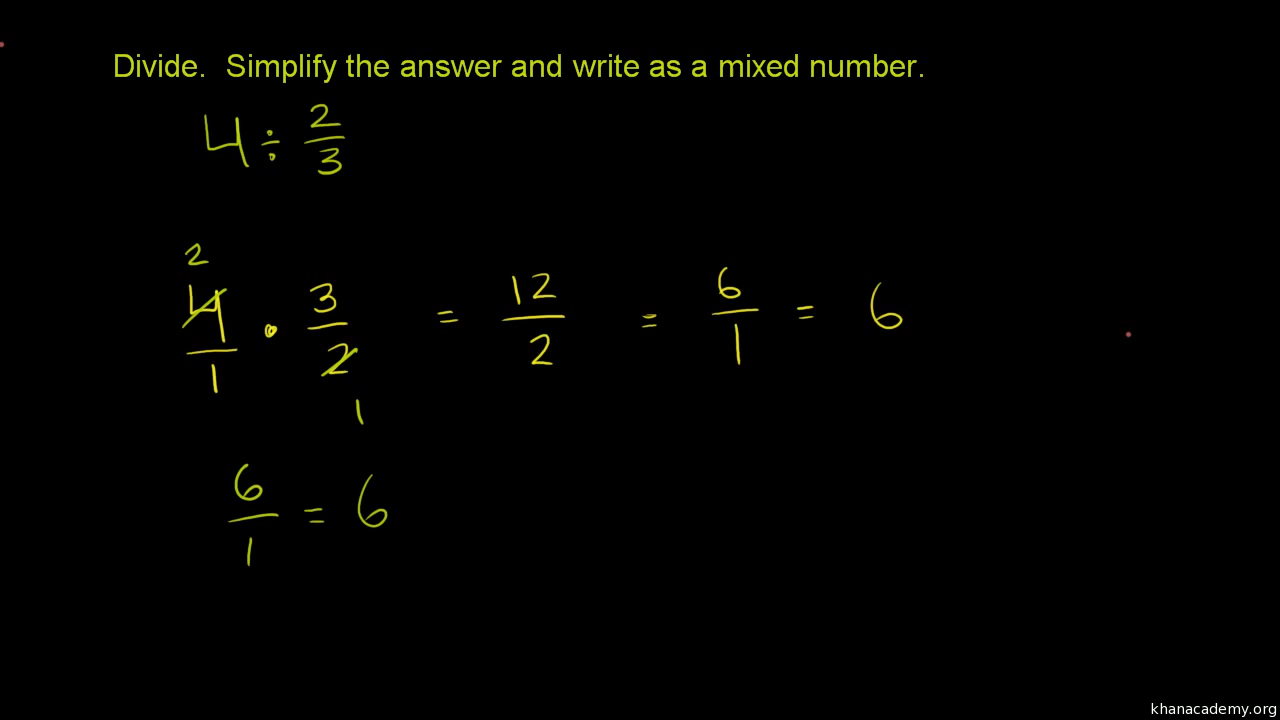 Divide.  Simplify the answer and write as a mixed number.
4 ÷ 2/3
2
4/1 • 3/2 = 12/2 = 6/1 = 6
1
6/1 = 6
khanacademy.org